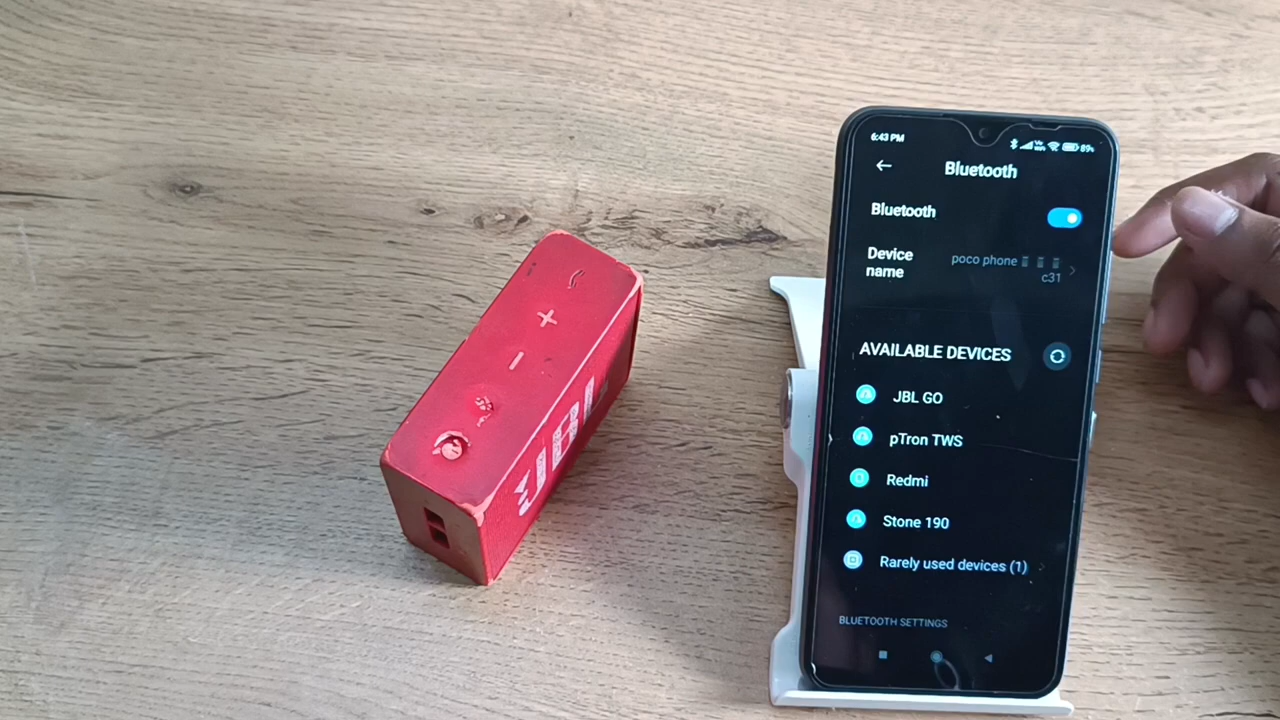 6:43 PM
89%
Bluetooth
Bluetooth
Device
name
poco phone
c31
AVAILABLE DEVICES
JBL GO
pTron TWS
Redmi
Stone 190
Rarely used devices (1)
BLUETOOTH SETTINGS
JBL